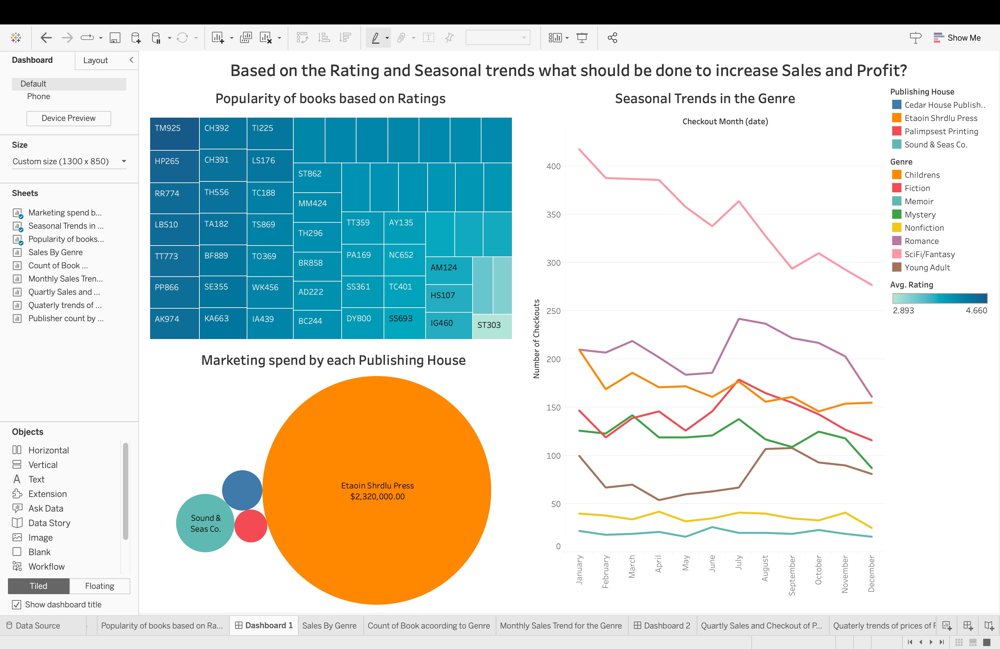 Show Me
Dashboard
Layout
Default
Phone
Device Preview
Size
Custom size (1300 x 850)
Sheets
Marketing spend b...
Seasonal Trends in ...
Popularity of books...
Sales By Genre
Count of Book ...
Monthly Sales Tren...
Quartly Sales and ...
Quaterly trends of ...
Publisher count by ...
Objects
Horizontal
Vertical
Text
Extension
Ask Data
Data Story
Image
Blank
Workflow
Tiled
Floating
Show dashboard title
Based on the Rating and Seasonal trends what should be done to increase Sales and Profit?
Popularity of books based on Ratings
TM925
HP265
RR774
LB510
TT773
PP866
AK974
CH392
CH391
TH556
TA182
BF889
SE355
KA663
TI225
LS176
TC188
TS869
TO369
WK456
IA439
ST862
MM424
TH296
BR858
AD222
BC244
TT359
PA169
SS361
DY800
AY135
NC652
TC401
SS693
AM124
HS107
IG460
ST303
Marketing spend by each Publishing House
Etaoin Shrdlu Press
$2,320,000.00
Sound &
Seas Co.
Seasonal Trends in the Genre
Checkout Month (date)
Number of Checkouts
400
350
300
250
200
150
100
50
0
January
February
March
April
May
June
July
August
September
October
November
December
Publishing House
Cedar House Publish..
Etaoin Shrdlu Press
Palimpsest Printing
Sound & Seas Co.
Genre
Childrens
Fiction
Memoir
Mystery
Nonfiction
Romance
SciFi/Fantasy
Young Adult
Avg. Rating
2.893
4.660
Data Source
Popularity of books based on Ra...
Dashboard 1
Sales By Genre
Count of Book acoording to Genre
Monthly Sales Trend for the Genre
Dashboard 2
Quartly Sales and Checkout of P...
Quaterly trends of prices of